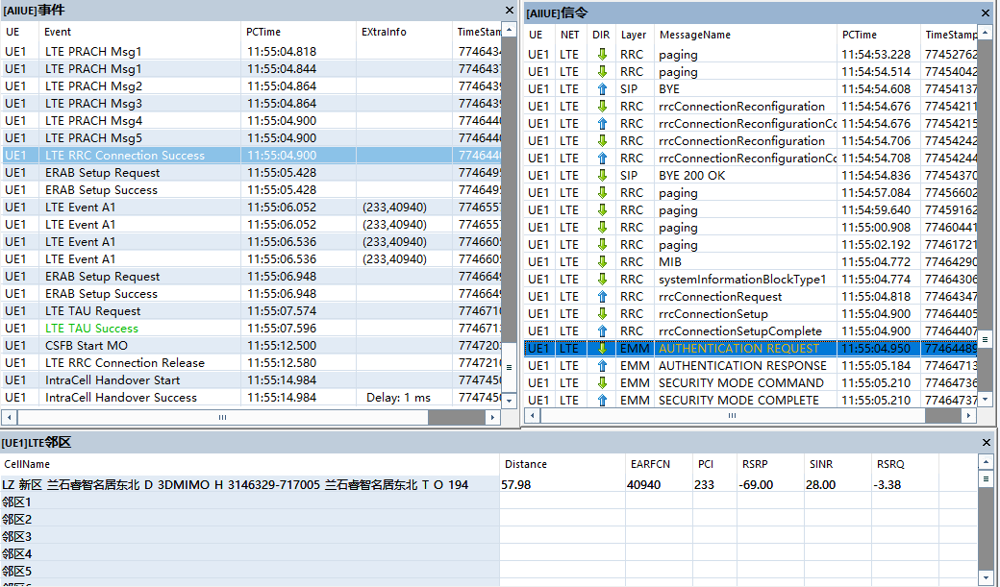 [AllUE]事件
UE Event PCTime EXtraInfo TimeStam
UE1 LTE PRACH Msg1 11:55:04.818 7746434
UE1 LTE PRACH Msg1 11:55:04.844 7746437
UE1 LTE PRACH Msg2 11:55:04.864 7746439
UE1 LTE PRACH Msg3 11:55:04.864 7746439
UE1 LTE PRACH Msg4 11:55:04.900 7746440
UE1 LTE PRACH Msg5 11:55:04.900 7746440
UE1 LTE RRC Connection Success 11:55:04.900 7746440
UE1 ERAB Setup Request 11:55:05.428 7746495
UE1 ERAB Setup Success 11:55:05.428 7746495
UE1 LTE Event A1 11:55:06.052 (233,40940) 7746557
UE1 LTE Event A1 11:55:06.052 (233,40940) 7746557
UE1 LTE Event A1 11:55:06.536 (233,40940) 7746605
UE1 LTE Event A1 11:55:06.536 (233,40940) 7746605
UE1 ERAB Setup Request 11:55:06.948 7746649
UE1 ERAB Setup Success 11:55:06.948 7746649
UE1 LTE TAU Request 11:55:07.574 7746710
UE1 LTE TAU Success 11:55:07.596 7746713
UE1 CSFB Start MO 11:55:12.500 7747203
UE1 LTE RRC Connection Release 11:55:12.580 7747210
UE1 IntraCell Handover Start 11:55:14.984 7747450
UE1 IntraCell Handover Success 11:55:14.984 Delay: 1 ms 7747450
[AllUE]信令
UE NET DIR Layer MessageName PCTime TimeStamp
UE1 LTE RRC paging 11:54:53.228 77452762
UE1 LTE RRC paging 11:54:54.514 77454042
UE1 LTE SIP BYE 11:54:54.608 77454137
UE1 LTE RRC rrcConnectionReconfiguration 11:54:54.676 77454211
UE1 LTE RRC rrcConnectionReconfigurationCo 11:54:54.676 77454215
UE1 LTE RRC rrcConnectionReconfiguration 11:54:54.706 77454242
UE1 LTE RRC rrcConnectionReconfigurationCo 11:54:54.708 77454244
UE1 LTE SIP BYE 200 OK 11:54:54.836 77454370
UE1 LTE RRC paging 11:54:57.084 77456602
UE1 LTE RRC paging 11:54:59.640 77459162
UE1 LTE RRC paging 11:55:00.908 77460441
UE1 LTE RRC paging 11:55:02.192 77461721
UE1 LTE RRC MIB 11:55:04.772 77464290
UE1 LTE RRC systemInformationBlockType1 11:55:04.774 77464306
UE1 LTE RRC rrcConnectionRequest 11:55:04.818 77464347
UE1 LTE RRC rrcConnectionSetup 11:55:04.900 77464405
UE1 LTE RRC rrcConnectionSetupComplete 11:55:04.900 77464407
UE1 LTE EMM AUTHENTICATION REQUEST 11:55:04.950 77464489
UE1 LTE EMM AUTHENTICATION RESPONSE 11:55:05.184 77464713
UE1 LTE EMM SECURITY MODE COMMAND 11:55:05.210 77464736
UE1 LTE EMM SECURITY MODE COMPLETE 11:55:05.210 77464737
[UE1]LTE邻区
CellName Distance EARFCN PCI RSRP SINR RSRQ
LZ 新区 兰石睿智名居东北 D 3DMIMO H 3146329-717005 兰石睿智名居东北 T O 194 57.98 40940 233 -69.00 28.00 -3.38
邻区1
邻区2
邻区3
邻区4
邻区5